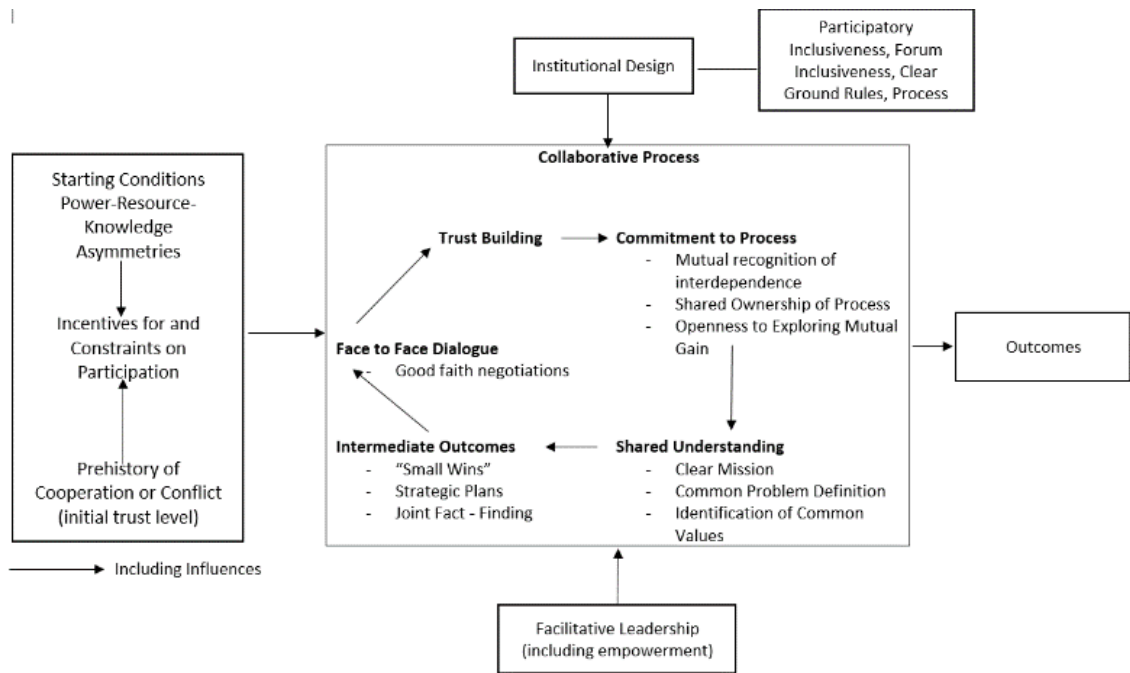 Institutional Design
Participatory
Inclusiveness, Forum
Inclusiveness, Clear
Ground Rules, Process
Starting Conditions
Power-Resource-
Knowledge
Asymmetries
Incentives for and
Constraints on
Participation
Prehistory of
Cooperation or Conflict
(initial trust level)
Including Influences
Collaborative Process
Trust Building
Commitment to Process
- Mutual recognition of
interdependence
- Shared Ownership of Process
- Openness to Exploring Mutual
Gain
Face to Face Dialogue
- Good faith negotiations
Intermediate Outcomes
- “Small Wins”
- Strategic Plans
- Joint Fact - Finding
Shared Understanding
- Clear Mission
- Common Problem Definition
- Identification of Common
Values
Outcomes
Facilitative Leadership
(including empowerment)